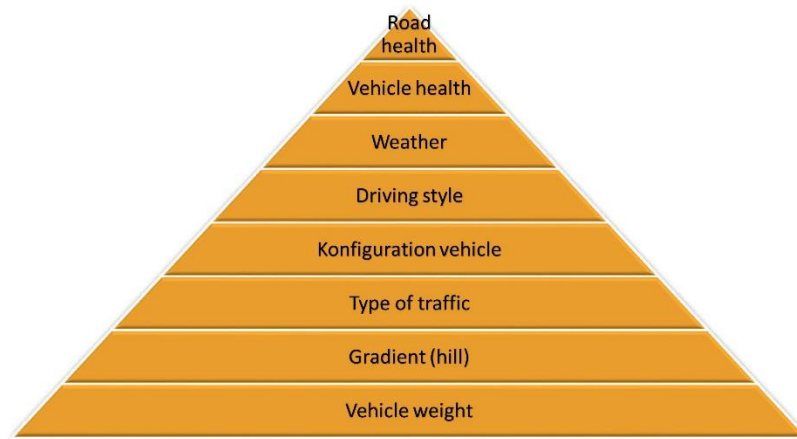 Road
health
Vehicle health
Weather
Driving style
Konfiguration vehicle
Type of traffic
Gradient (hill)
Vehicle weight